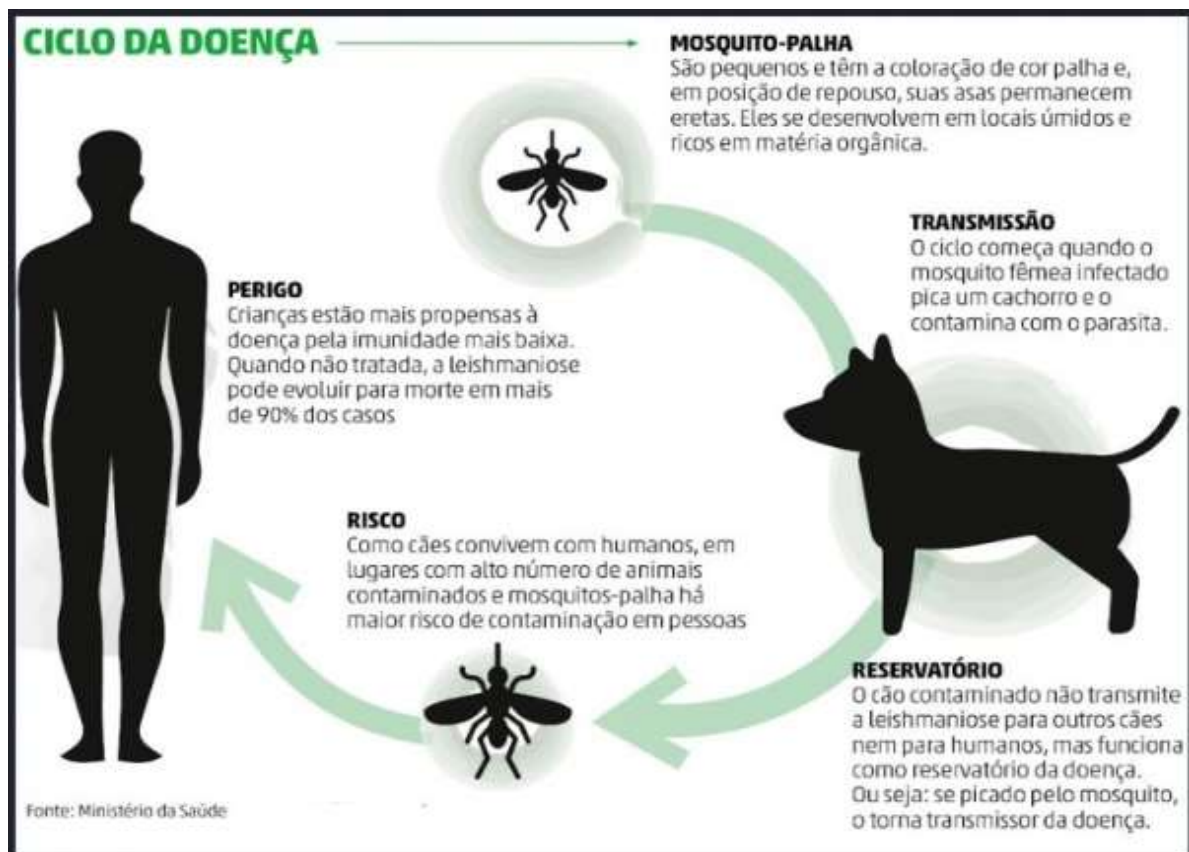 CICLO DA DOENÇA
MOSQUITO-PALHA
São pequenos e têm a coloração de cor palha e,
em posição de repouso, suas asas permanecem
eretas. Eles se desenvolvem em locais úmidos e
ricos em matéria orgânica.
TRANSMISSÃO
O ciclo começa quando o
mosquito fêmea infectado
pica um cachorro e o
contamina com o parasita.
PERIGO
Crianças estão mais propensas à
doença pela imunidade mais baixa.
Quando não tratada, a leishmaniose
pode evoluir para morte em mais
de 90% dos casos
RISCO
Como cães convivem com humanos, em
lugares com alto número de animais
contaminados e mosquitos-palha há
maior risco de contaminação em pessoas
RESERVATÓRIO
O cão contaminado não transmite
a leishmaniose para outros cães
nem para humanos, mas funciona
como reservatório da doença.
Ou seja: se picado pelo mosquito,
o torna transmissor da doença.
Fonte: Ministério da Saúde